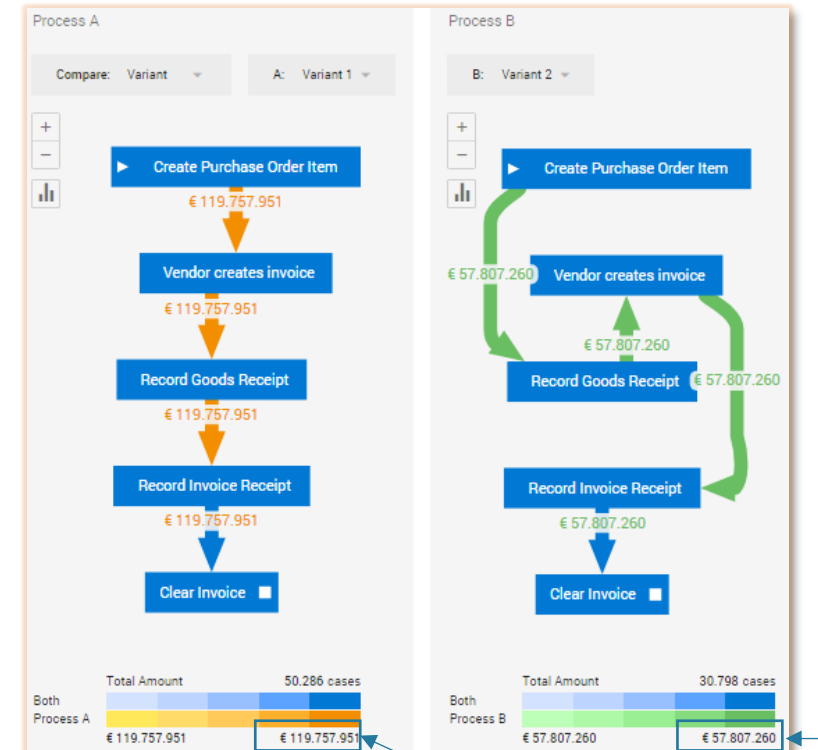 Process A
Compare: Variant
A: Variant 1
+
−
Create Purchase Order Item
€ 119.757.951
Vendor creates invoice
€ 119.757.951
Record Goods Receipt
€ 119.757.951
Record Invoice Receipt
€ 119.757.951
Clear Invoice
Total Amount 50.286 cases
Both
Process A
€ 119.757.951 € 119.757.951
Process B
B: Variant 2
+
−
Create Purchase Order Item
€ 57.807.260
Vendor creates invoice
€ 57.807.260
Record Goods Receipt
€ 57.807.260
Record Invoice Receipt
€ 57.807.260
Clear Invoice
Total Amount 30.798 cases
Both
Process B
€ 57.807.260 € 57.807.260